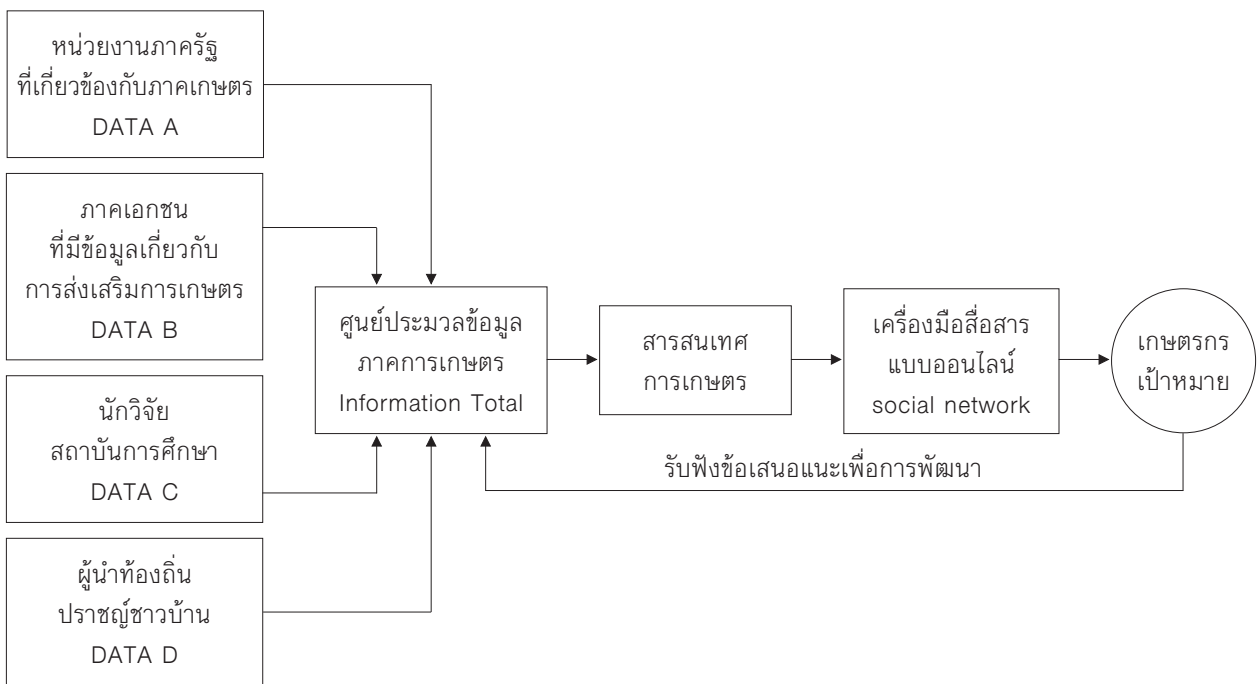 หน่วยงานภาครัฐ
ที่เกี่ยวข้องกับภาคเกษตร
DATA A
ภาคเอกชน
ที่มีข้อมูลเกี่ยวกับ
การส่งเสริมการเกษตร
DATA B
นักวิจัย
สถาบันการศึกษา
DATA C
ผู้นำท้องถิ่น
ปราชญ์ชาวบ้าน
DATA D
ศูนย์ประมวลข้อมูล
ภาคการเกษตร
Information Total
สารสนเทศ
การเกษตร
เครื่องมือสื่อสาร
แบบออนไลน์
social network
เกษตรกร
เป้าหมาย
รับฟังข้อเสนอแนะเพื่อการพัฒนา